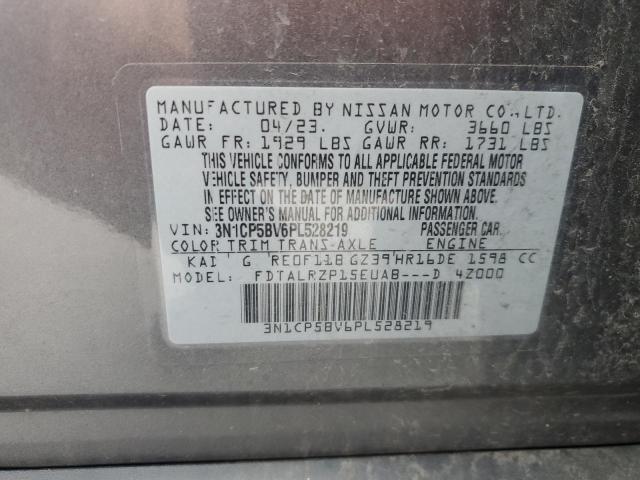 MANUFACTURED BY NISSAN MOTOR CO., LTD.
DATE: 04/23. GVWR: 3660 LBS
GAWR FR: 1929 LBS GAWR RR: 1731 LBS
THIS VEHICLE CONFORMS TO ALL APPLICABLE FEDERAL MOTOR
VEHICLE SAFETY, BUMPER AND THEFT PREVENTION STANDARDS
IN EFFECT ON THE DATE OF MANUFACTURE SHOWN ABOVE.
SEE OWNER'S MANUAL FOR ADDITIONAL INFORMATION.
VIN: 3N1CP5BV6PL528219 PASSENGER CAR
COLOR TRIM TRANS-AXLE ENGINE
KAI G RE0F11B GZ39 HR16DE 1598 CC
MODEL: FDTALRZP15EUAB---D 4Z000
3N1CP5BV6PL528219